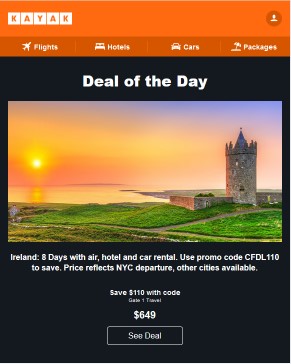 KAYAK
Flights Hotels Cars Packages
Deal of the Day
Ireland: 8 Days with air, hotel and car rental. Use promo code CFDL110
to save. Price reflects NYC departure, other cities available.
Save $110 with code
Gate 1 Travel
$649
See Deal